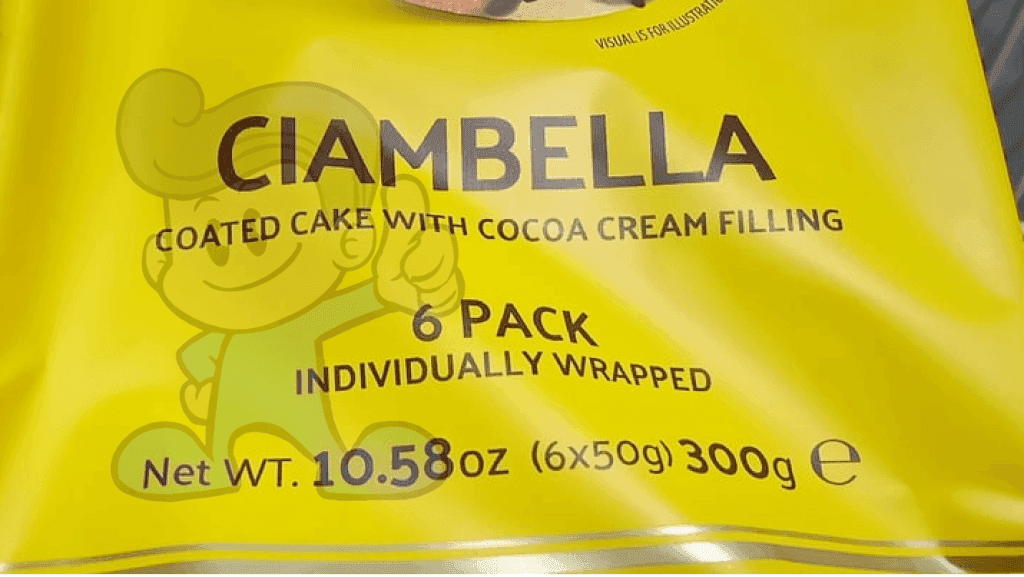 VISUAL IS FOR
CIAMBELLA
COATED CAKE WITH COCOA CREAM FILLING
6 PACK
INDIVIDUALLY WRAPPED
Net WT. 10.58oz (6x50g) 300g ℮